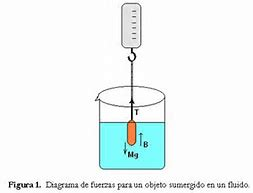 T
B
Mg
Figura 1. Diagrama de fuerzas para un objeto sumergido en un fluido.